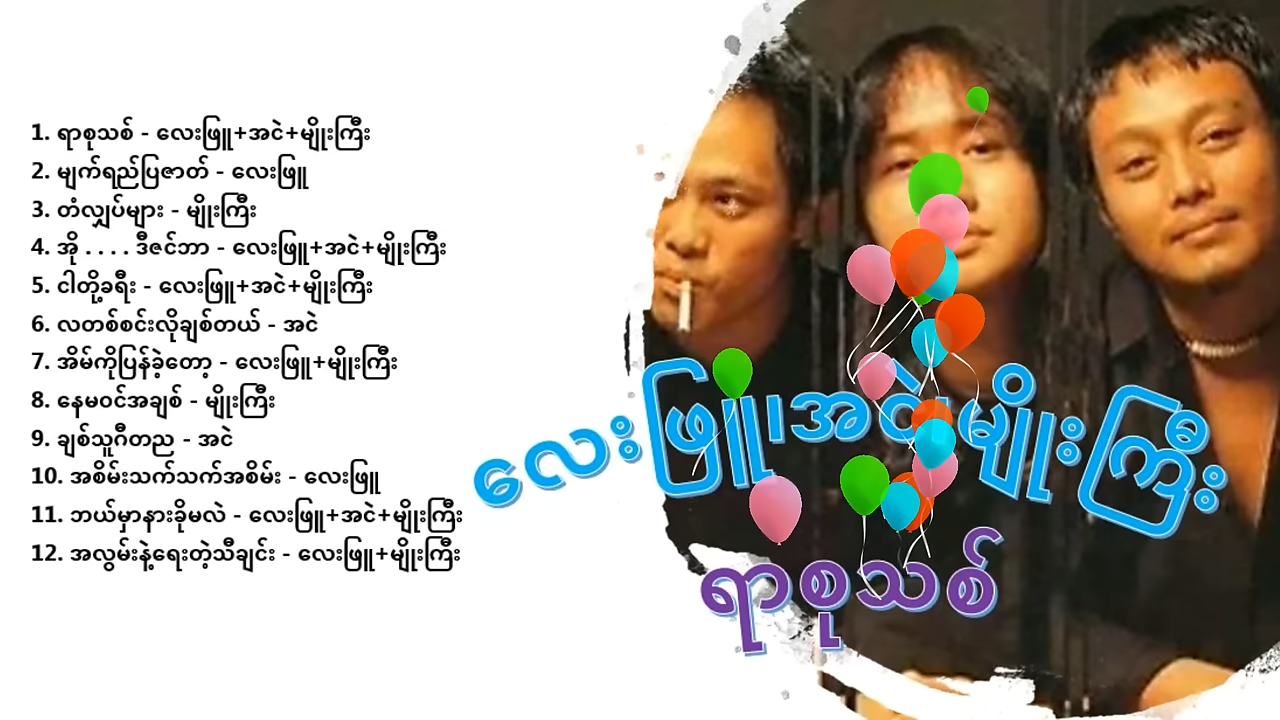 1. ရာစုသစ် - လေးဖြူ+အငဲ+မျိုးကြီး
2. မျက်ရည်ပြဇာတ် - လေးဖြူ
3. တံလျှပ်များ - မျိုးကြီး
4. အို . . . . ဒီဇင်ဘာ - လေးဖြူ+အငဲ+မျိုးကြီး
5. ငါတို့ခရီး - လေးဖြူ+အငဲ+မျိုးကြီး
6. လတစ်စင်းလိုချစ်တယ် - အငဲ
7. အိမ်ကိုပြန်ခဲ့တော့ - လေးဖြူ+မျိုးကြီး
8. နေမဝင်အချစ် - မျိုးကြီး
9. ချစ်သူဂီတည - အငဲ
10. အစိမ်းသက်သက်အစိမ်း - လေးဖြူ
11. ဘယ်မှာနားခိုမလဲ - လေးဖြူ+အငဲ+မျိုးကြီး
12. အလွမ်းနဲ့ရေးတဲ့သီချင်း - လေးဖြူ+မျိုးကြီး
လေးဖြူ၊အငဲ၊မျိုးကြီး
ရာစုသစ်